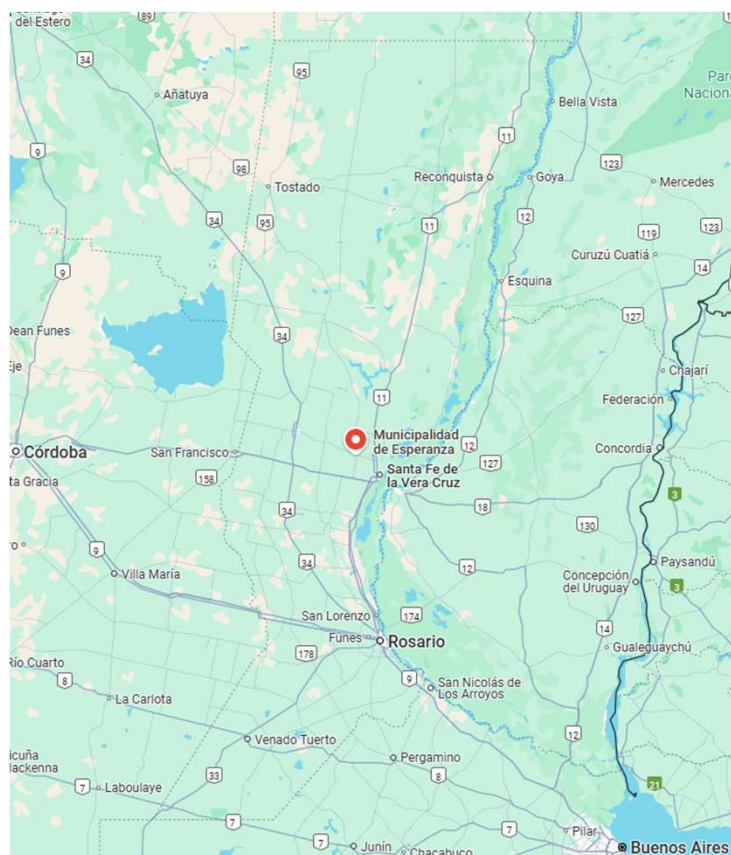 del Estero
89
34
95
Añatuya
Bella Vista
Par
Naciona
9
98
11
Reconquista
Goya
123
Mercedes
Tostado
34
95
12
119
123
11
Curuzú Cuatiá
14
9
Esquina
127
Dean Funes
34
Eje
Chajarí
11
Federación
Municipalidad
de Esperanza
12
Concordia
Córdoba
San Francisco
127
Santa Fe de
la Vera Cruz
ta Gracia
158
3
34
18
130
9
34
12
Paysandú
Villa María
Concepción
del Uruguay
3
San Lorenzo
174
14
Funes
Rosario
178
Gualeguaychú
Río Cuarto
8
9
San Nicolás de
Los Arroyos
La Carlota
12
Venado Tuerto
Pergamino
icuña
Mackenna
33
8
7
Laboulaye
21
7
7
Pilar
Junín
7
Buenos Aires
Chacabuco